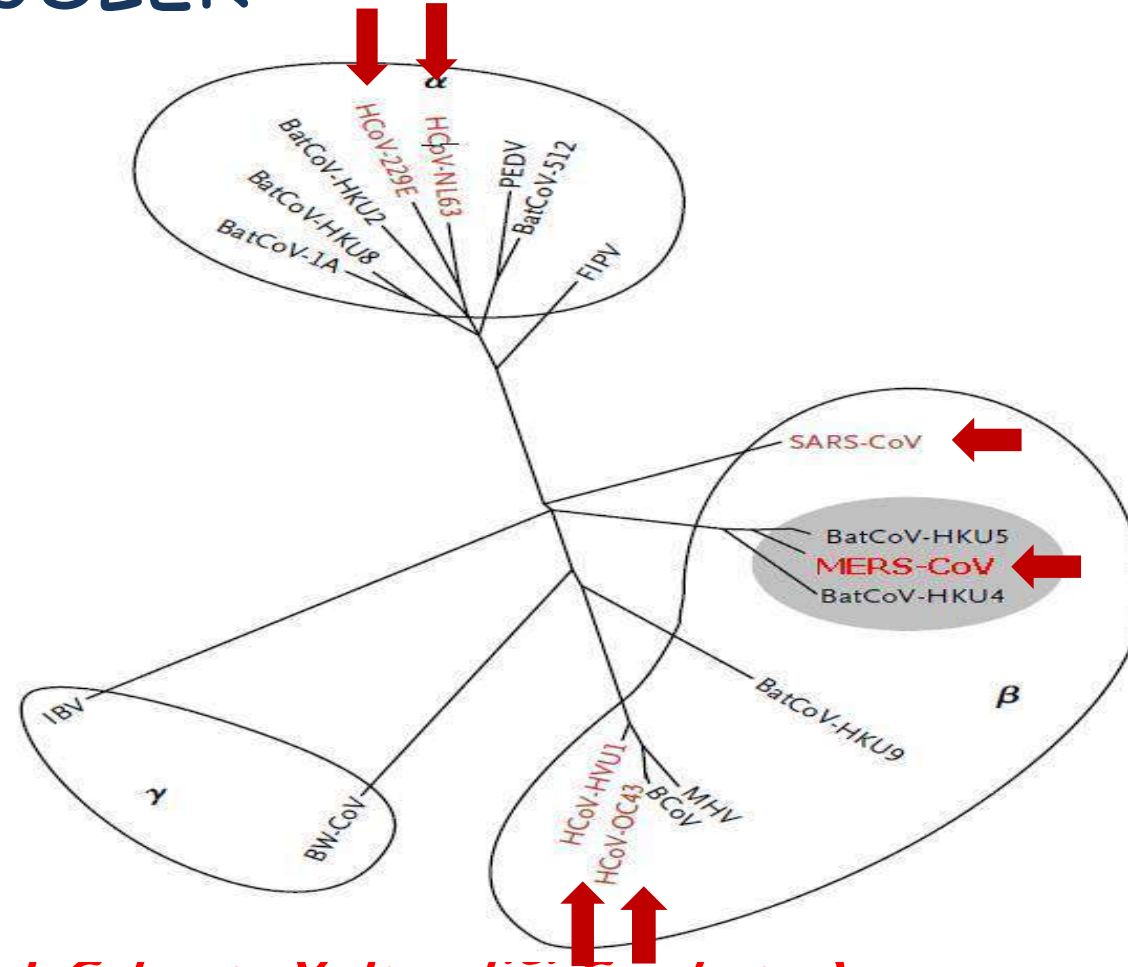 α
HCoV-229E
HCoV-NL63
BatCoV-HKU2
BatCoV-HKU8
BatCoV-1A
PEDV
BatCoV-512
FIPV
SARS-CoV
BatCoV-HKU5
MERS-CoV
BatCoV-HKU4
β
BatCoV-HKU9
MHV
BCoV
HCoV-HVU1
HCoV-OC43
IBV
γ
BW-CoV